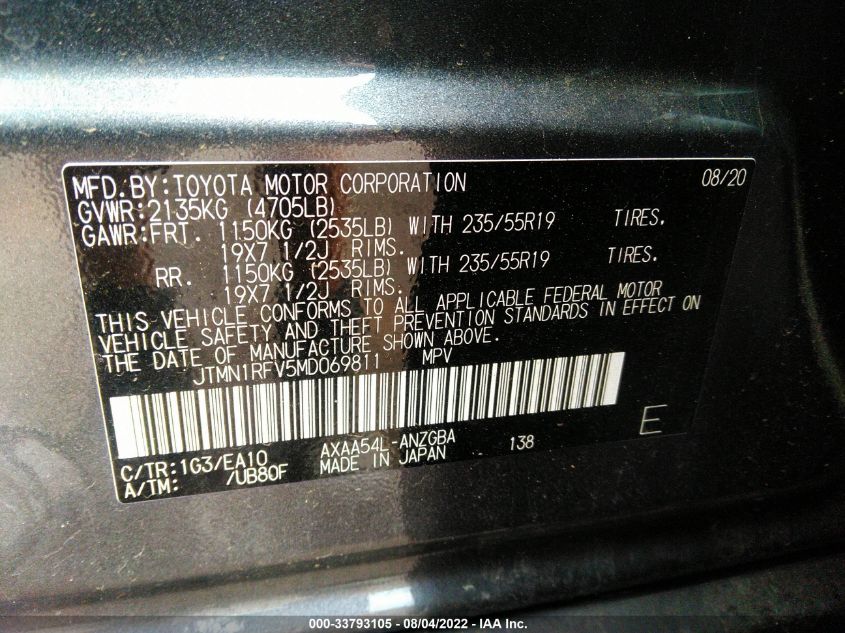 MFD.BY:TOYOTA MOTOR CORPORATION 08/20
GVWR:2135KG (4705LB)
GAWR:FRT. 1150KG (2535LB) WITH 235/55R19 TIRES.
19X7 1/2J RIMS.
RR. 1150KG (2535LB) WITH 235/55R19 TIRES.
19X7 1/2J RIMS.
THIS VEHICLE CONFORMS TO ALL APPLICABLE FEDERAL MOTOR
VEHICLE SAFETY AND THEFT PREVENTION STANDARDS IN EFFECT ON
THE DATE OF MANUFACTURE SHOWN ABOVE.
JTMN1RFV5MD069811 MPV
C/TR:1G3/EA10 AXAA54L-ANZGBA 138 E
A/TM: /UB80F MADE IN JAPAN
000-33793105 - 08/04/2022 - IAA Inc.